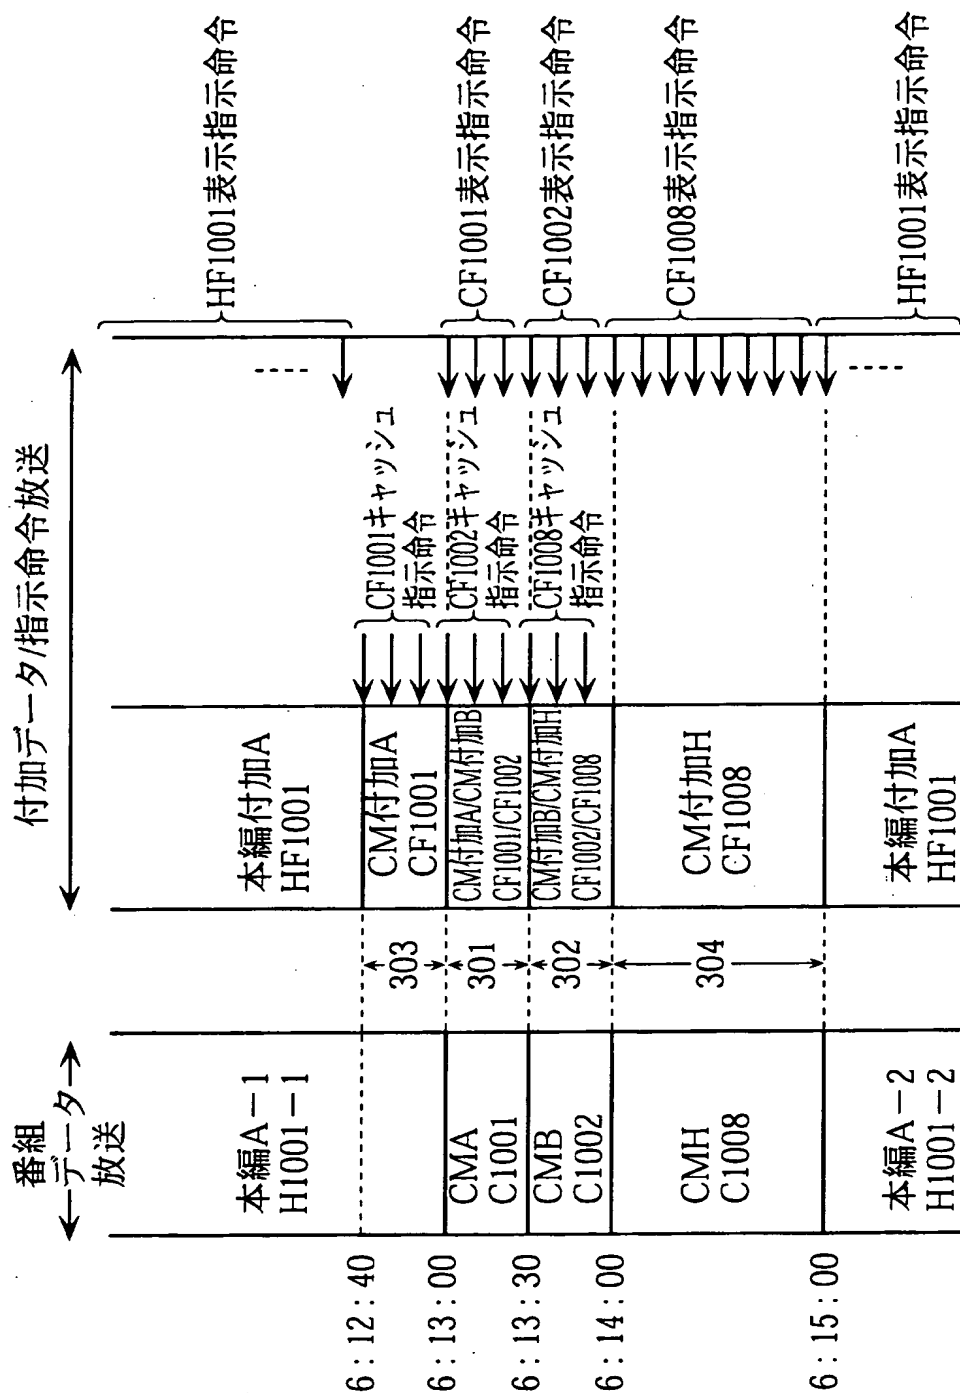 番組
データ
放送
付加データ/指示命令放送
本編A－1
H1001－1
本編付加A
HF1001
HF1001表示指示命令
6：12：40
303
CM付加A
CF1001
CF1001キャッシュ
指示命令
6：13：00
CMA
C1001
301
CM付加A/CM付加B
CF1001/CF1002
CF1002キャッシュ
指示命令
CF1001表示指示命令
6：13：30
CMB
C1002
302
CM付加B/CM付加H
CF1002/CF1008
CF1008キャッシュ
指示命令
CF1002表示指示命令
6：14：00
CMH
C1008
304
CM付加H
CF1008
CF1008表示指示命令
6：15：00
本編A－2
H1001－2
本編付加A
HF1001
HF1001表示指示命令